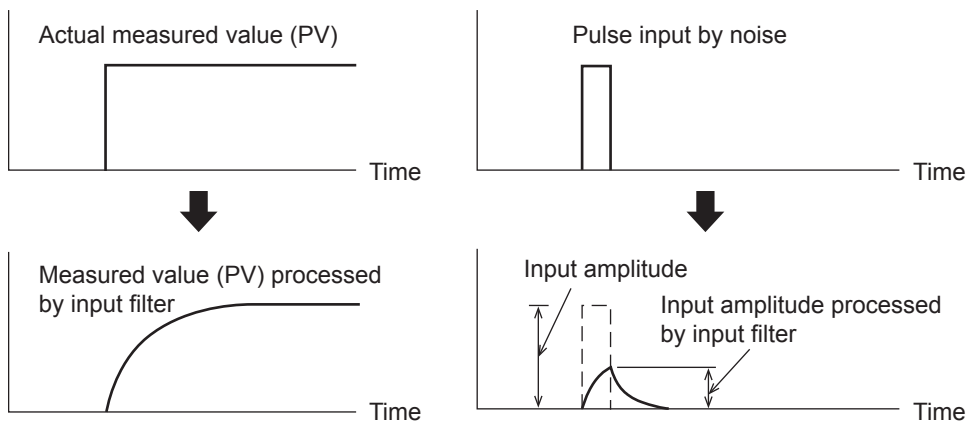 Actual measured value (PV)
Time
Pulse input by noise
Time
Measured value (PV) processed
by input filter
Time
Input amplitude
Input amplitude processed
by input filter
Time